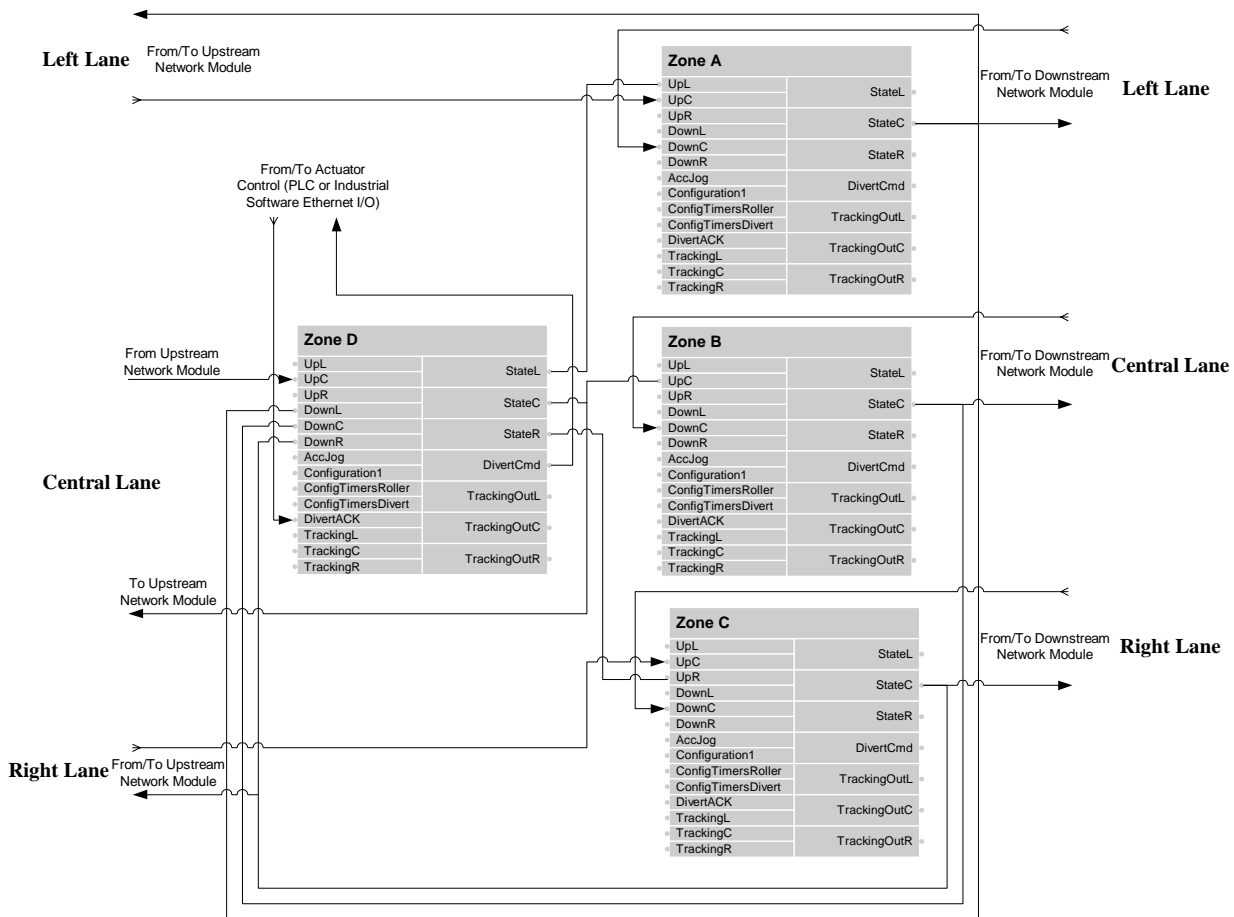 Left Lane
From/To Upstream
Network Module
Zone A
UpL
UpC
UpR
DownL
DownC
DownR
AccJog
Configuration1
ConfigTimersRoller
ConfigTimersDivert
DivertACK
TrackingL
TrackingC
TrackingR
StateL
StateC
StateR
DivertCmd
TrackingOutL
TrackingOutC
TrackingOutR
From/To Downstream
Network Module
Left Lane
From/To Actuator
Control (PLC or Industrial
Software Ethernet I/O)
From Upstream
Network Module
Central Lane
To Upstream
Network Module
Zone D
UpL
UpC
UpR
DownL
DownC
DownR
AccJog
Configuration1
ConfigTimersRoller
ConfigTimersDivert
DivertACK
TrackingL
TrackingC
TrackingR
StateL
StateC
StateR
DivertCmd
TrackingOutL
TrackingOutC
TrackingOutR
Zone B
UpL
UpC
UpR
DownL
DownC
DownR
AccJog
Configuration1
ConfigTimersRoller
ConfigTimersDivert
DivertACK
TrackingL
TrackingC
TrackingR
StateL
StateC
StateR
DivertCmd
TrackingOutL
TrackingOutC
TrackingOutR
From/To Downstream
Network Module
Central Lane
Right Lane
From/To Upstream
Network Module
Zone C
UpL
UpC
UpR
DownL
DownC
DownR
AccJog
Configuration1
ConfigTimersRoller
ConfigTimersDivert
DivertACK
TrackingL
TrackingC
TrackingR
StateL
StateC
StateR
DivertCmd
TrackingOutL
TrackingOutC
TrackingOutR
From/To Downstream
Network Module
Right Lane